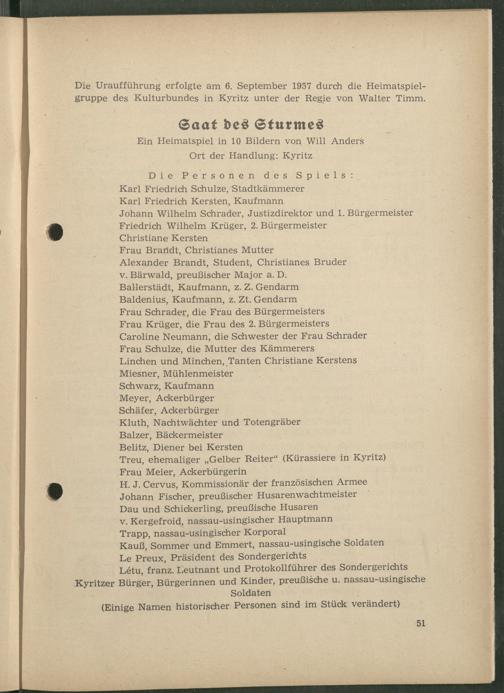 Die Uraufführung erfolgte am 6. September 1957 durch die Heimatspiel-
gruppe des Kulturbundes in Kyritz unter der Regie von Walter Timm.
Saat des Sturmes
Ein Heimatspiel in 10 Bildern von Will Anders
Ort der Handlung: Kyritz
Die Personen des Spiels:
Karl Friedrich Schulze, Stadtkämmerer
Karl Friedrich Kersten, Kaufmann
Johann Wilhelm Schrader, Justizdirektor und 1. Bürgermeister
Friedrich Wilhelm Krüger, 2. Bürgermeister
Christiane Kersten
Frau Brandt, Christianes Mutter
Alexander Brandt, Student, Christianes Bruder
v. Bärwald, preußischer Major a. D.
Ballerstädt, Kaufmann, z. Z. Gendarm
Baldenius, Kaufmann, z. Zt. Gendarm
Frau Schrader, die Frau des Bürgermeisters
Frau Krüger, die Frau des 2. Bürgermeisters
Caroline Neumann, die Schwester der Frau Schrader
Frau Schulze, die Mutter des Kämmerers
Linchen und Minchen, Tanten Christiane Kerstens
Miesner, Mühlenmeister
Schwarz, Kaufmann
Meyer, Ackerbürger
Schäfer, Ackerbürger
Kluth, Nachtwächter und Totengräber
Balzer, Bäckermeister
Belitz, Diener bei Kersten
Treu, ehemaliger „Gelber Reiter“ (Kürassiere in Kyritz)
Frau Meier, Ackerbürgerin
H. J. Cervus, Kommissionär der französischen Armee
Johann Fischer, preußischer Husarenwachtmeister
Dau und Schickerling, preußische Husaren
v. Kergefroid, nassau-usingischer Hauptmann
Trapp, nassau-usingischer Korporal
Kauß, Sommer und Emmert, nassau-usingische Soldaten
Le Preux, Präsident des Sondergerichts
Létu, franz. Leutnant und Protokollführer des Sondergerichts
Kyritzer Bürger, Bürgerinnen und Kinder, preußische u. nassau-usingische
Soldaten
(Einige Namen historischer Personen sind im Stück verändert)
51